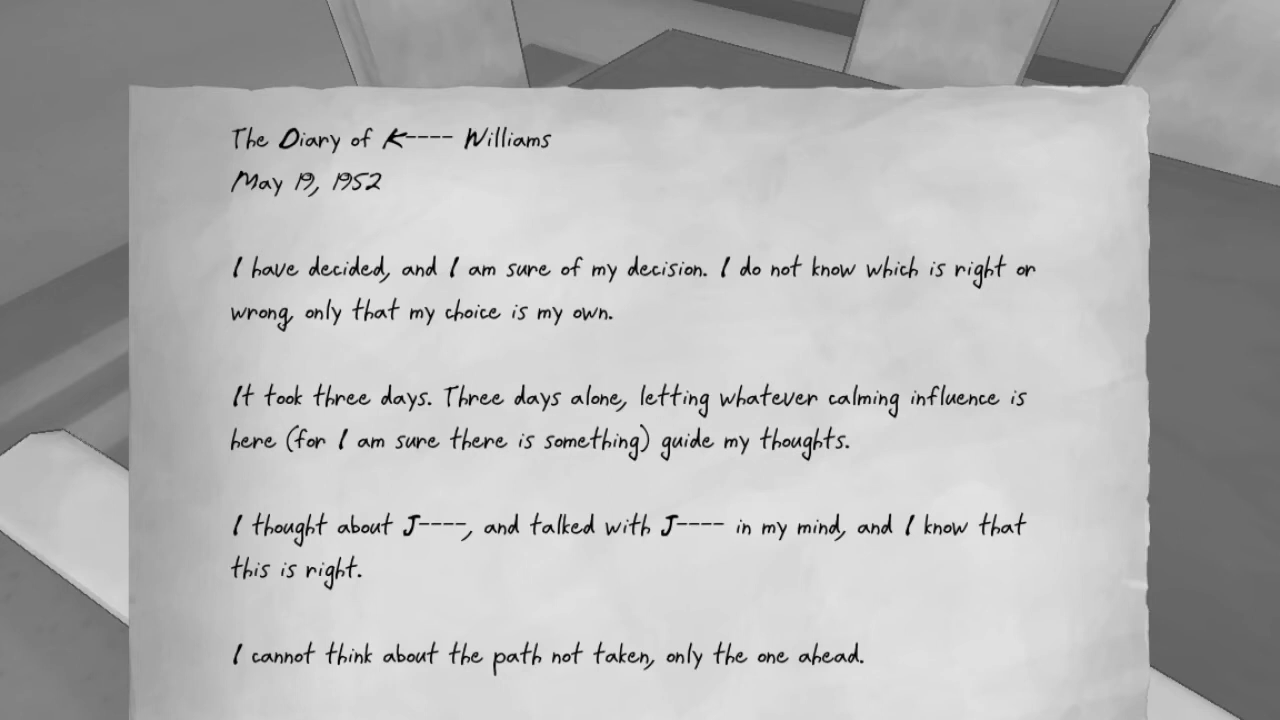 The Diary of K---- Williams
May 19, 1952
I have decided, and I am sure of my decision. I do not know which is right or
wrong, only that my choice is my own.
It took three days. Three days alone, letting whatever calming influence is
here (for I am sure there is something) guide my thoughts.
I thought about J----, and talked with J---- in my mind, and I know that
this is right.
I cannot think about the path not taken, only the one ahead.